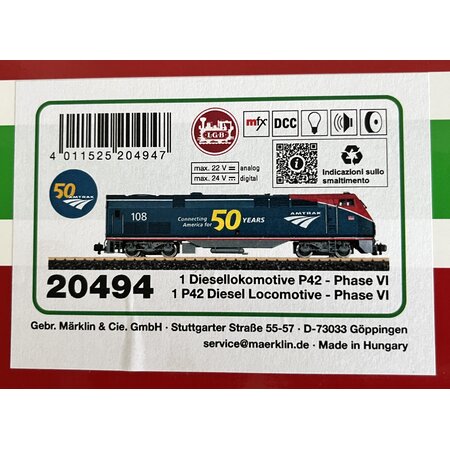 LGB
mfx
DCC
4 011525 204947
max. 22 V analog
max. 24 V digital
Indicazioni sullo
smaltimento
50
AMTRAK
108
Connecting
America for
50 YEARS
AMTRAK
20494
1 Diesellokomotive P42 - Phase VI
1 P42 Diesel Locomotive - Phase VI
Gebr. Märklin & Cie. GmbH · Stuttgarter Straße 55-57 · D-73033 Göppingen
service@maerklin.de · Made in Hungary